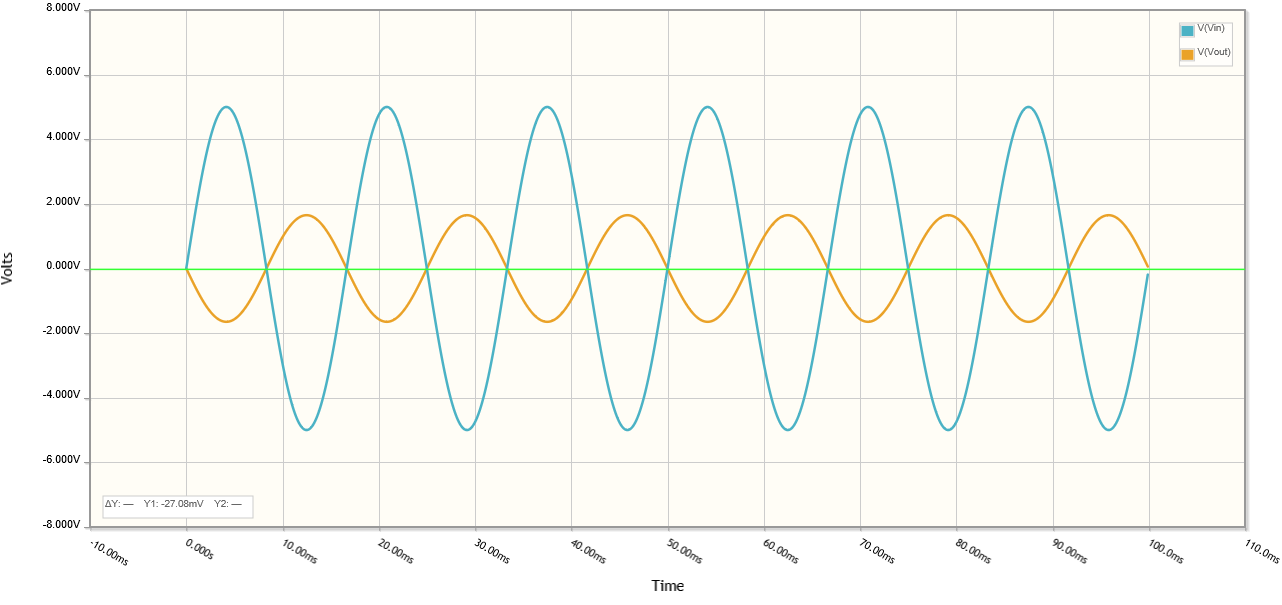 8.000V
6.000V
4.000V
2.000V
0.000V
-2.000V
-4.000V
-6.000V
-8.000V
Volts
V(Vin)
V(Vout)
ΔY: — Y1: -27.08mV Y2: —
-10.00ms
0.000s
10.00ms
20.00ms
30.00ms
40.00ms
50.00ms
60.00ms
70.00ms
80.00ms
90.00ms
100.0ms
110.0ms
Time